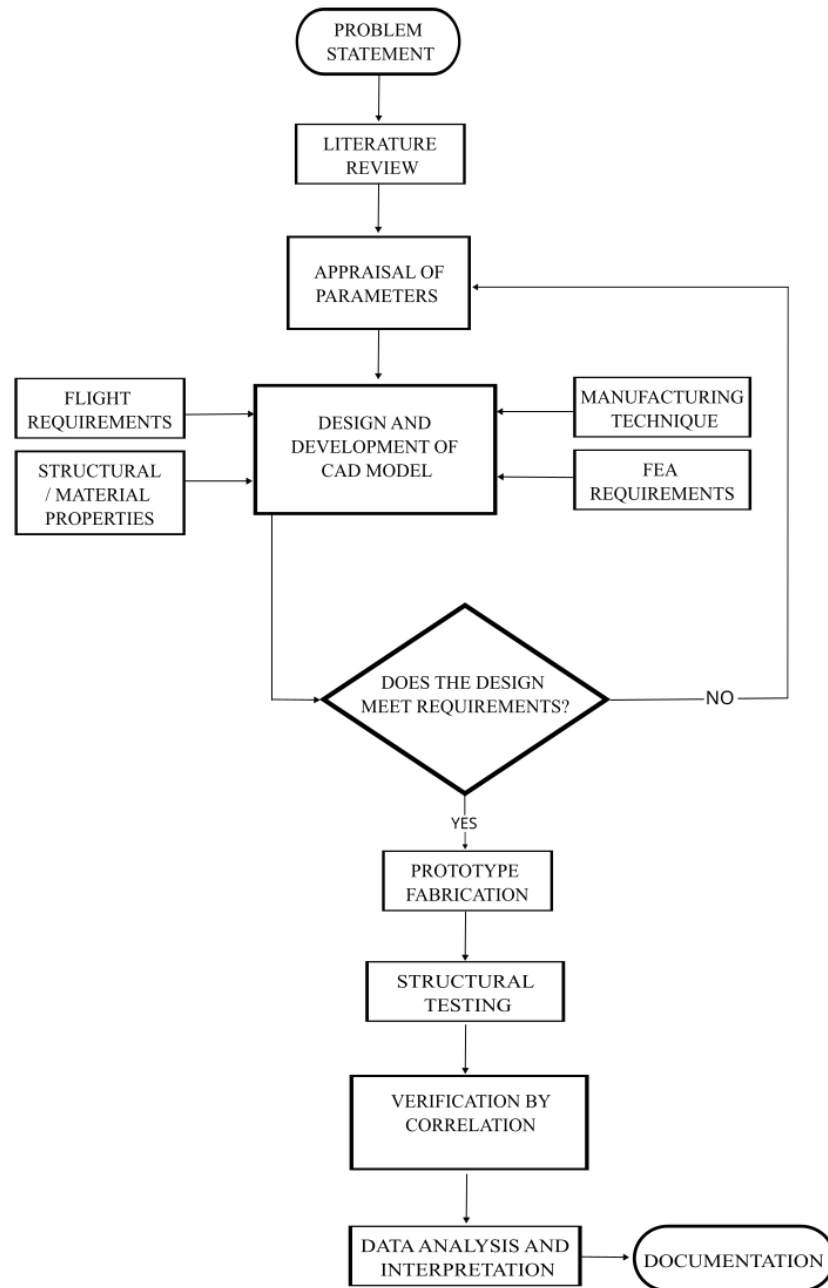 PROBLEM
STATEMENT
LITERATURE
REVIEW
APPRAISAL OF
PARAMETERS
FLIGHT
REQUIREMENTS
STRUCTURAL
/ MATERIAL
PROPERTIES
DESIGN AND
DEVELOPMENT OF
CAD MODEL
MANUFACTURING
TECHNIQUE
FEA
REQUIREMENTS
DOES THE DESIGN
MEET REQUIREMENTS?
NO
YES
PROTOTYPE
FABRICATION
STRUCTURAL
TESTING
VERIFICATION BY
CORRELATION
DATA ANALYSIS AND
INTERPRETATION
DOCUMENTATION